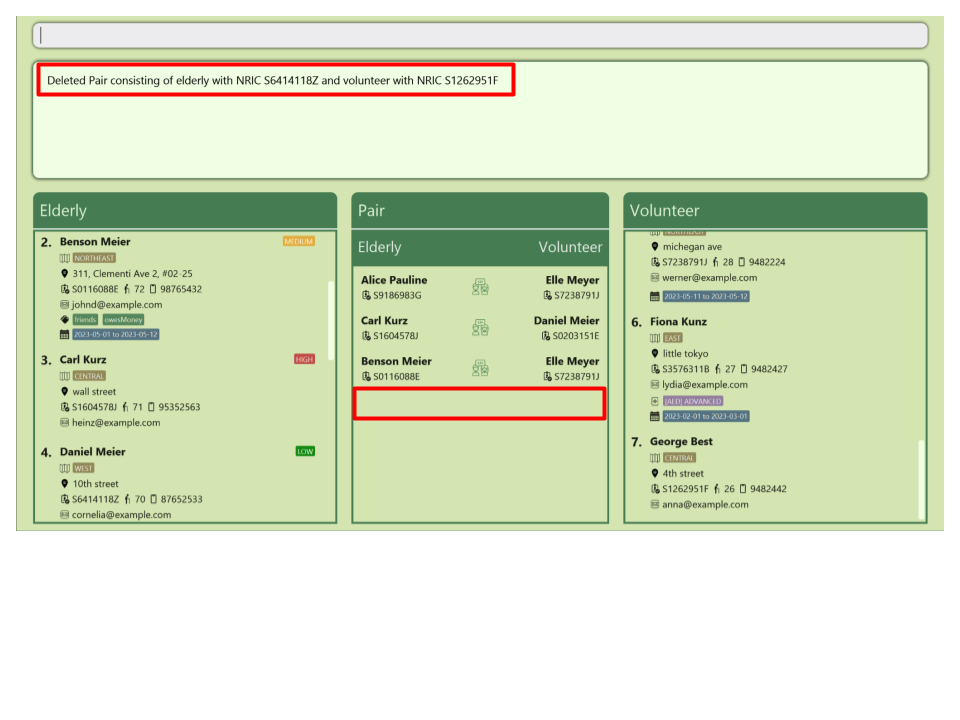 Deleted Pair consisting of elderly with NRIC S6414118Z and volunteer with NRIC S1262951F
Elderly
2. Benson Meier MEDIUM
NORTHEAST
311, Clementi Ave 2, #02-25
S0116088E 72 98765432
johnd@example.com
friends owesMoney
2023-05-01 to 2023-05-12
3. Carl Kurz HIGH
CENTRAL
wall street
S1604578J 71 95352563
heinz@example.com
4. Daniel Meier LOW
WEST
10th street
S6414118Z 70 87652533
cornelia@example.com
Pair
Elderly Volunteer
Alice Pauline Elle Meyer
S9186983G S7238791J
Carl Kurz Daniel Meier
S1604578J S0203151E
Benson Meier Elle Meyer
S0116088E S7238791J
Volunteer
NORTHEAST
michegan ave
S7238791J 28 9482224
werner@example.com
2023-05-11 to 2023-05-12
6. Fiona Kunz
EAST
little tokyo
S3576311B 27 9482427
lydia@example.com
[AED] ADVANCED
2023-02-01 to 2023-03-01
7. George Best
CENTRAL
4th street
S1262951F 26 9482442
anna@example.com